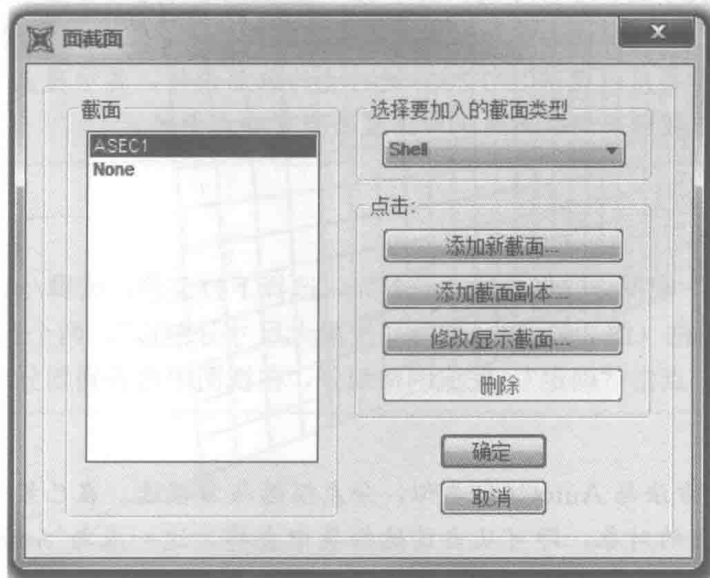 面截面
截面
ASEC1
None
选择要加入的截面类型
Shell
点击:
添加新截面...
添加截面副本...
修改/显示截面...
删除
确定
取消